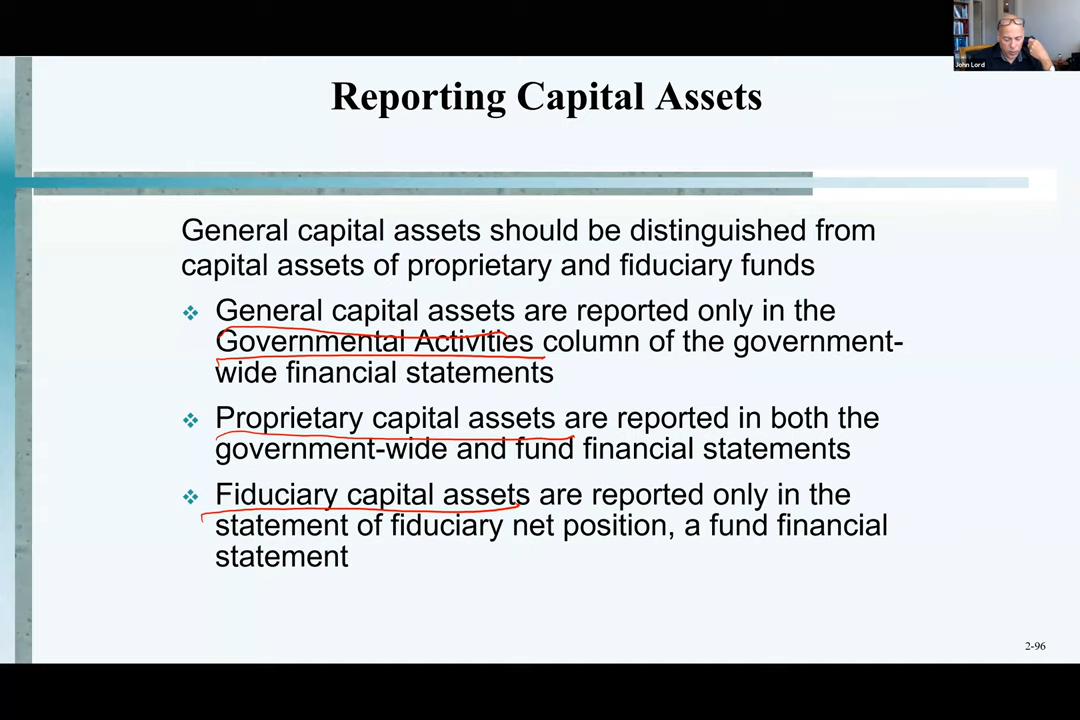 John Lord
Reporting Capital Assets
General capital assets should be distinguished from
capital assets of proprietary and fiduciary funds
General capital assets are reported only in the
Governmental Activities column of the government-
wide financial statements
Proprietary capital assets are reported in both the
government-wide and fund financial statements
Fiduciary capital assets are reported only in the
statement of fiduciary net position, a fund financial
statement
2-96